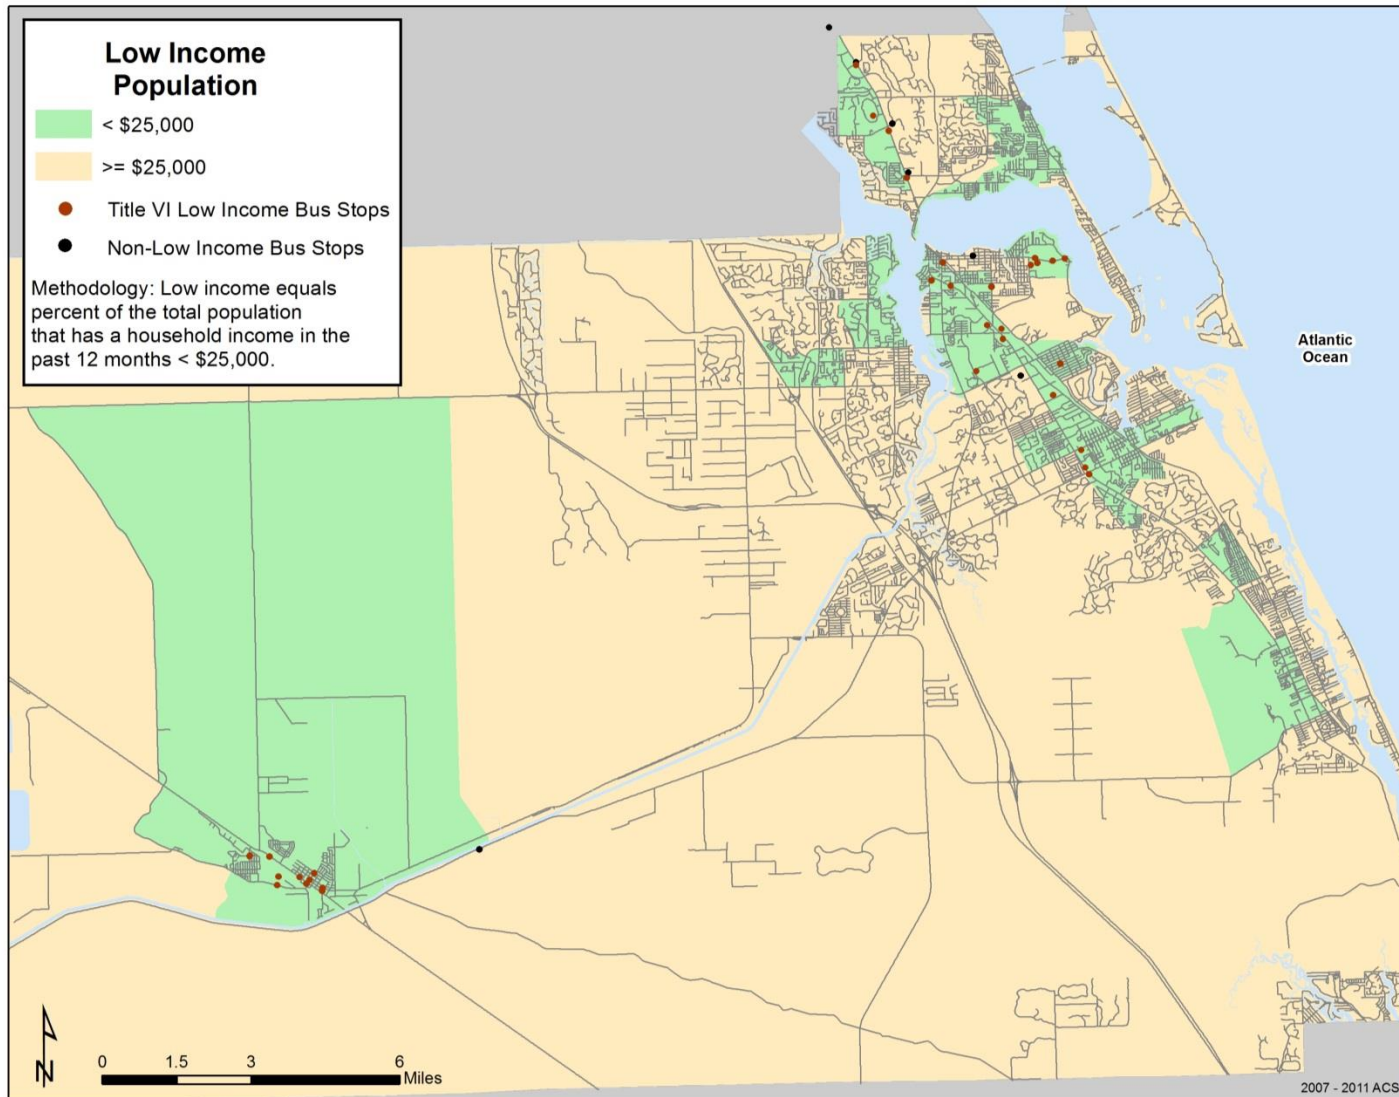 Low Income
Population
< $25,000
>= $25,000
Title VI Low Income Bus Stops
Non-Low Income Bus Stops
Methodology: Low income equals
percent of the total population
that has a household income in the
past 12 months < $25,000.
Atlantic
Ocean
N
0 1.5 3 6
Miles
2007 - 2011 ACS